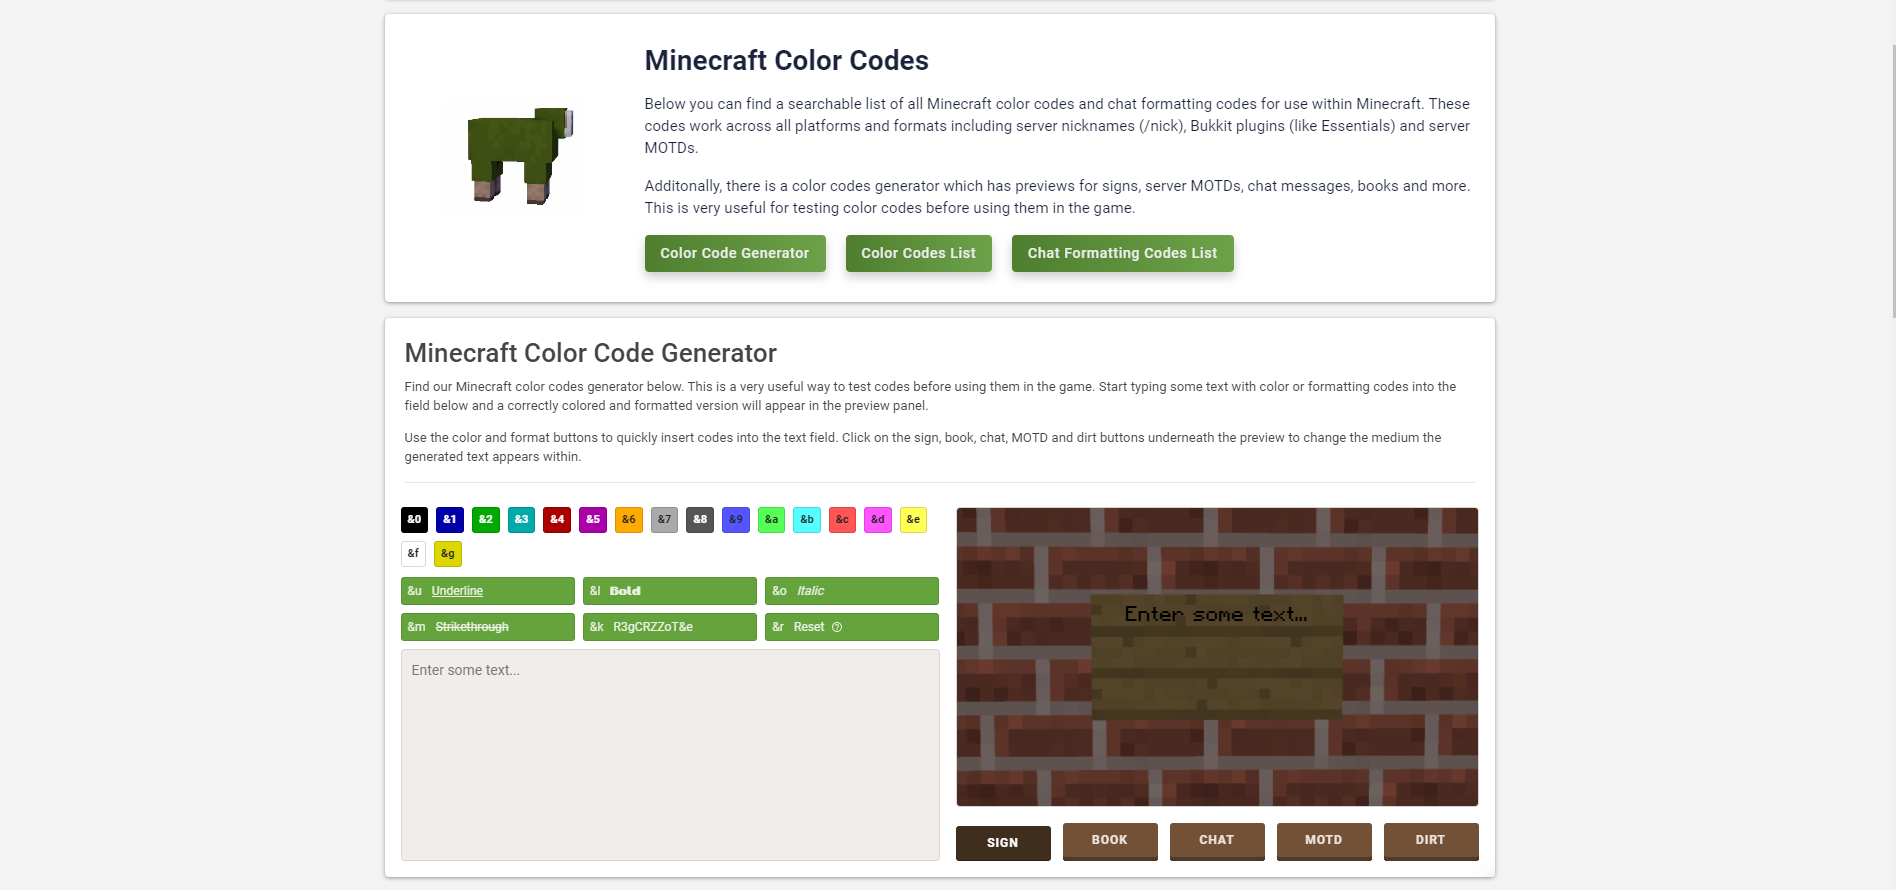 Minecraft Color Codes
Below you can find a searchable list of all Minecraft color codes and chat formatting codes for use within Minecraft. These
codes work across all platforms and formats including server nicknames (/nick), Bukkit plugins (like Essentials) and server
MOTDs.
Additonally, there is a color codes generator which has previews for signs, server MOTDs, chat messages, books and more.
This is very useful for testing color codes before using them in the game.
Color Code Generator Color Codes List Chat Formatting Codes List
Minecraft Color Code Generator
Find our Minecraft color codes generator below. This is a very useful way to test codes before using them in the game. Start typing some text with color or formatting codes into the
field below and a correctly colored and formatted version will appear in the preview panel.
Use the color and format buttons to quickly insert codes into the text field. Click on the sign, book, chat, MOTD and dirt buttons underneath the preview to change the medium the
generated text appears within.
&0 &1 &2 &3 &4 &5 &6 &7 &8 &9 &a &b &c &d &e
&f &g
&u Underline &l Bold &o Italic
&m Strikethrough &k R3gCRZZoT&e &r Reset
Enter some text...
Enter some text...
SIGN BOOK CHAT MOTD DIRT